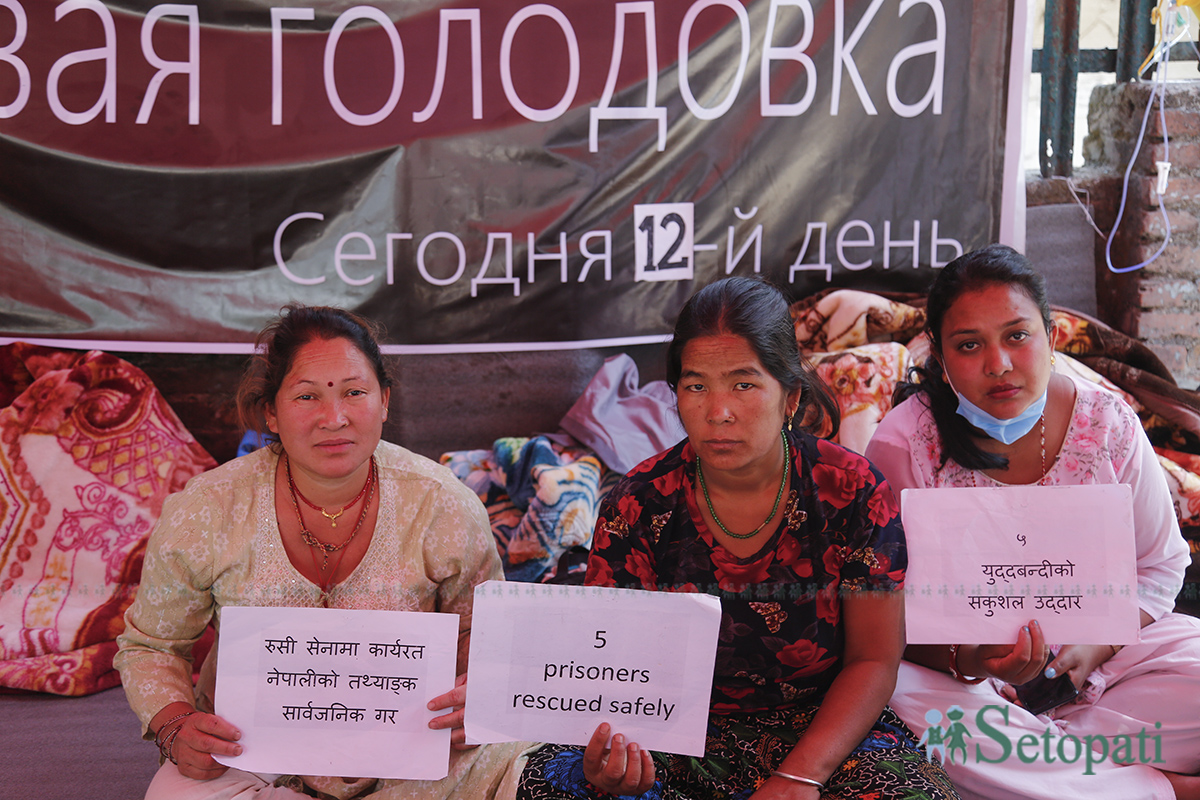 вая голодовка
Сегодня 12-й день
रुसी सेनामा कार्यरत
नेपालीको तथ्याङ्क
सार्वजनिक गर
5
prisoners
rescued safely
५
युद्दबन्दीको
सकुशल उद्दार
Setopati